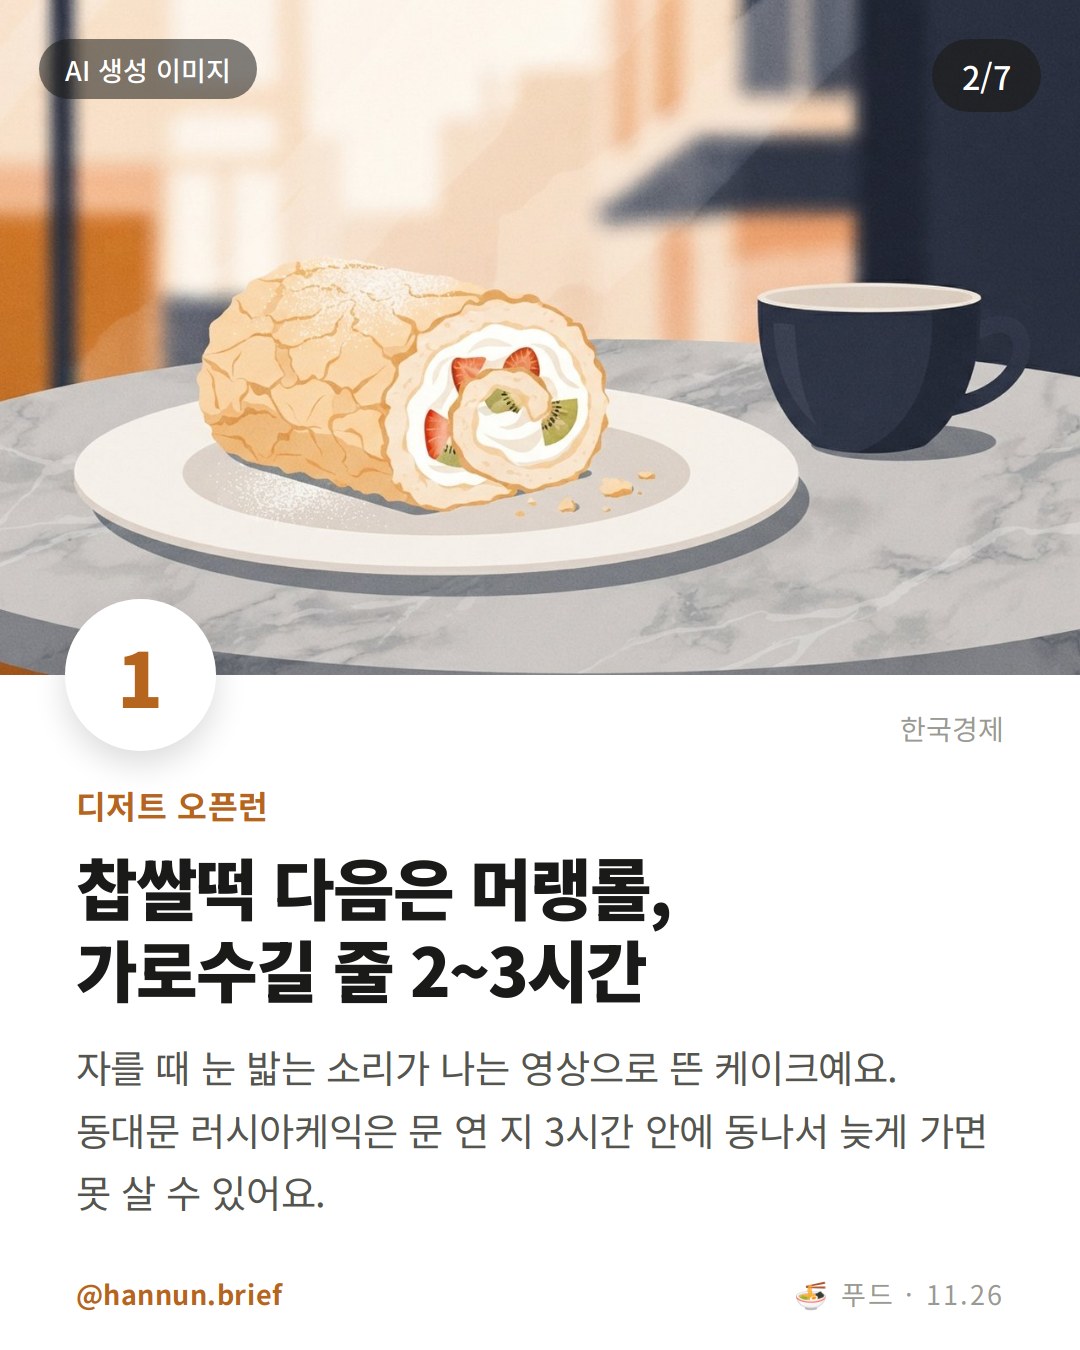 AI 생성 이미지
2/7
1
한국경제
디저트 오픈런
찹쌀떡 다음은 머랭롤,
가로수길 줄 2~3시간
자를 때 눈 밟는 소리가 나는 영상으로 뜬 케이크예요.
동대문 러시아케익은 문 연 지 3시간 안에 동나서 늦게 가면
못 살 수 있어요.
@hannun.brief
🍜 푸드 · 11.26